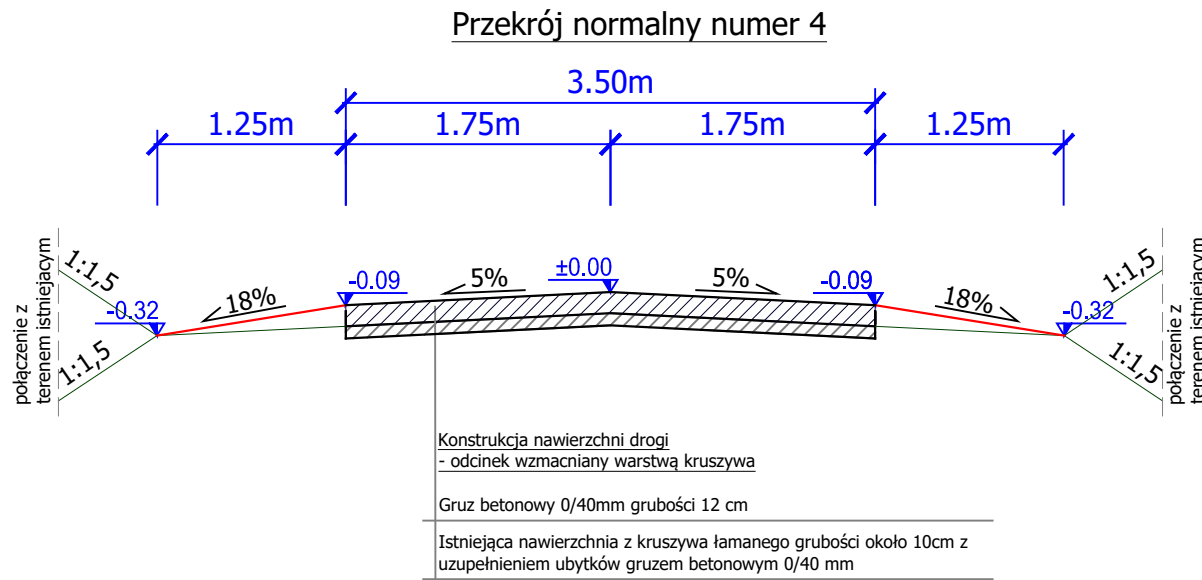 Przekrój normalny numer 4
3.50m
1.25m 1.75m 1.75m 1.25m
połączenie z
terenem istniejacym
1:1,5
-0.32
1:1,5
18%
-0.09
5%
±0.00
5%
-0.09
18%
-0.32
1:1,5
1:1,5
połączenie z
terenem istniejacym
Konstrukcja nawierzchni drogi
- odcinek wzmacniany warstwą kruszywa
Gruz betonowy 0/40mm grubości 12 cm
Istniejąca nawierzchnia z kruszywa łamanego grubości około 10cm z
uzupełnieniem ubytków gruzem betonowym 0/40 mm